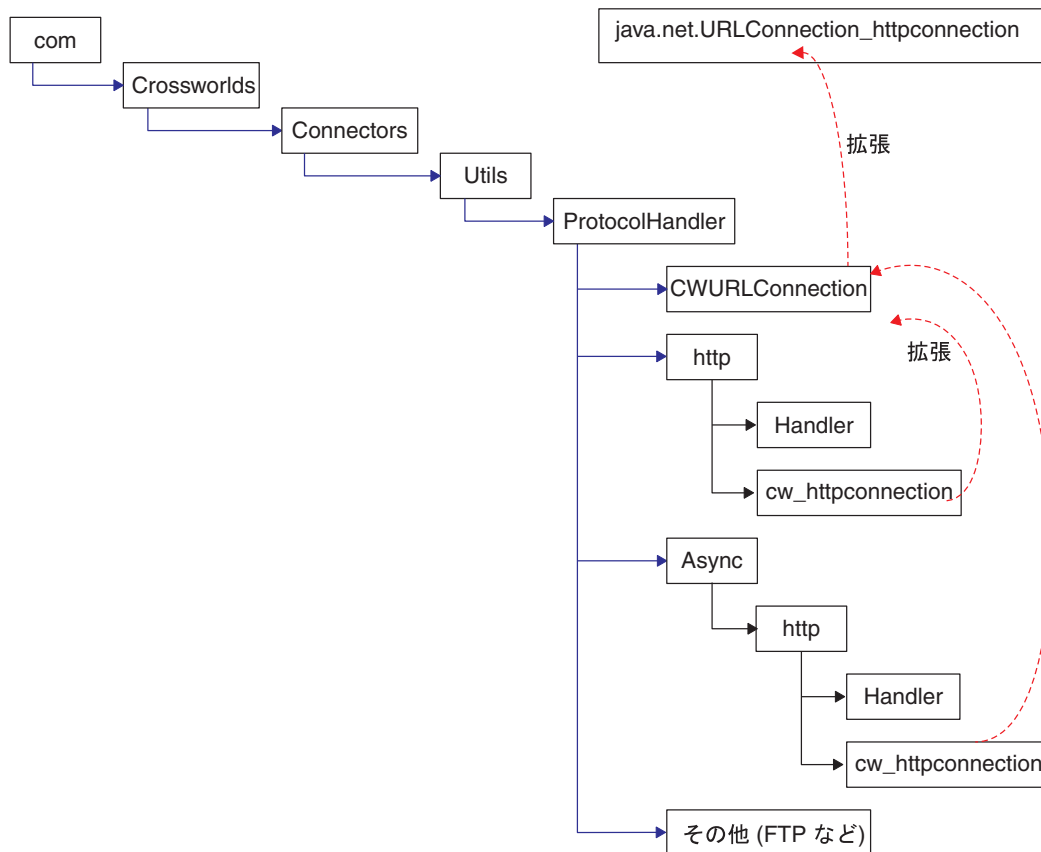 com
java.net.URLConnection_httpconnection
Crossworlds
Connectors
拡張
Utils
ProtocolHandler
CWURLConnection
http
拡張
Handler
cw_httpconnection
Async
http
Handler
cw_httpconnection
その他 (FTP など)